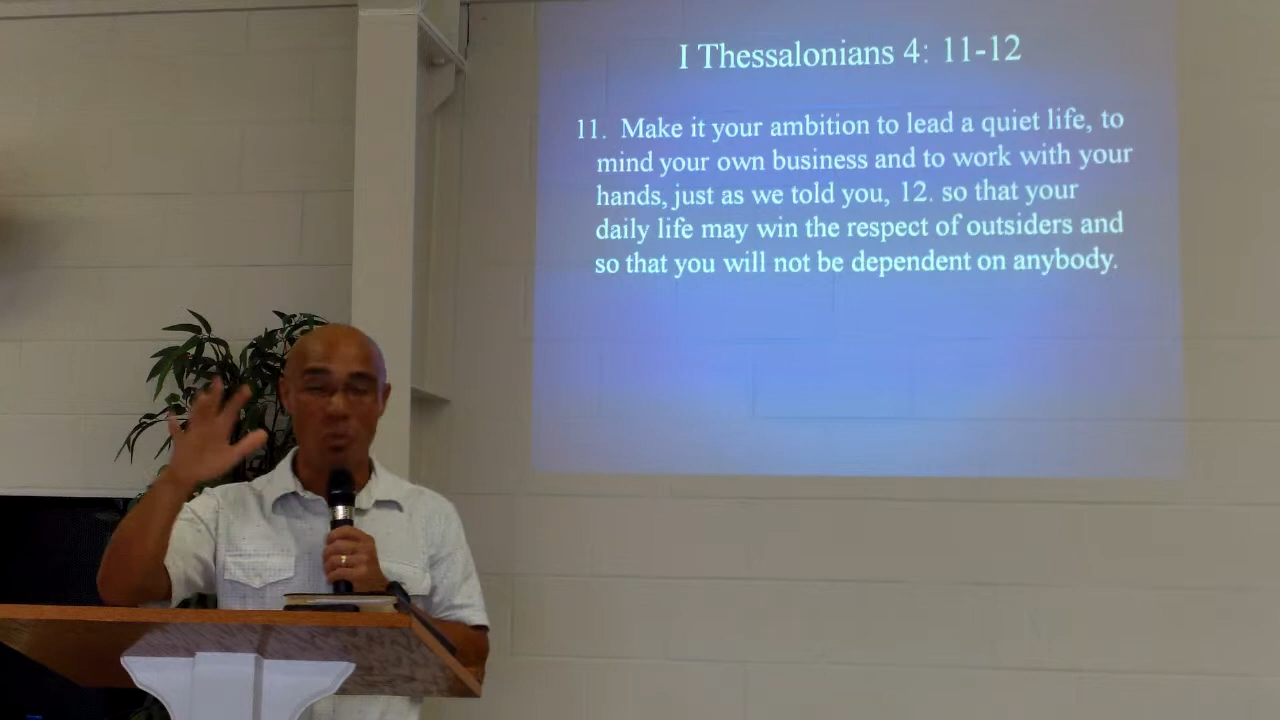 I Thessalonians 4: 11-12
11. Make it your ambition to lead a quiet life, to
mind your own business and to work with your
hands, just as we told you, 12. so that your
daily life may win the respect of outsiders and
so that you will not be dependent on anybody.